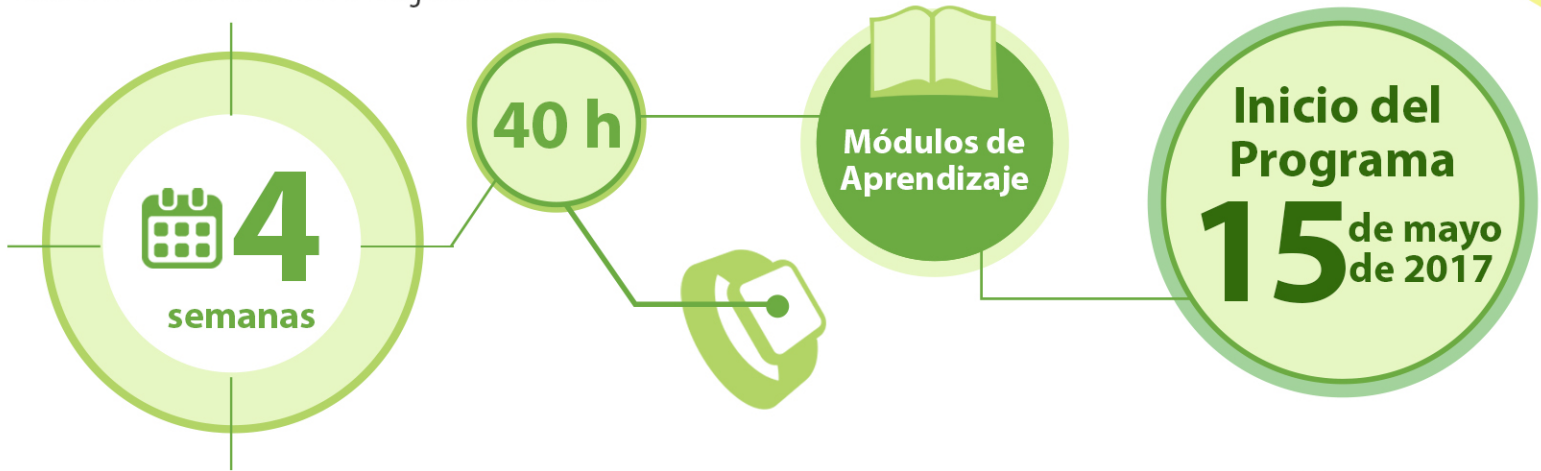 4
semanas
40 h
Módulos de
Aprendizaje
Inicio del
Programa
15 de mayo
de 2017